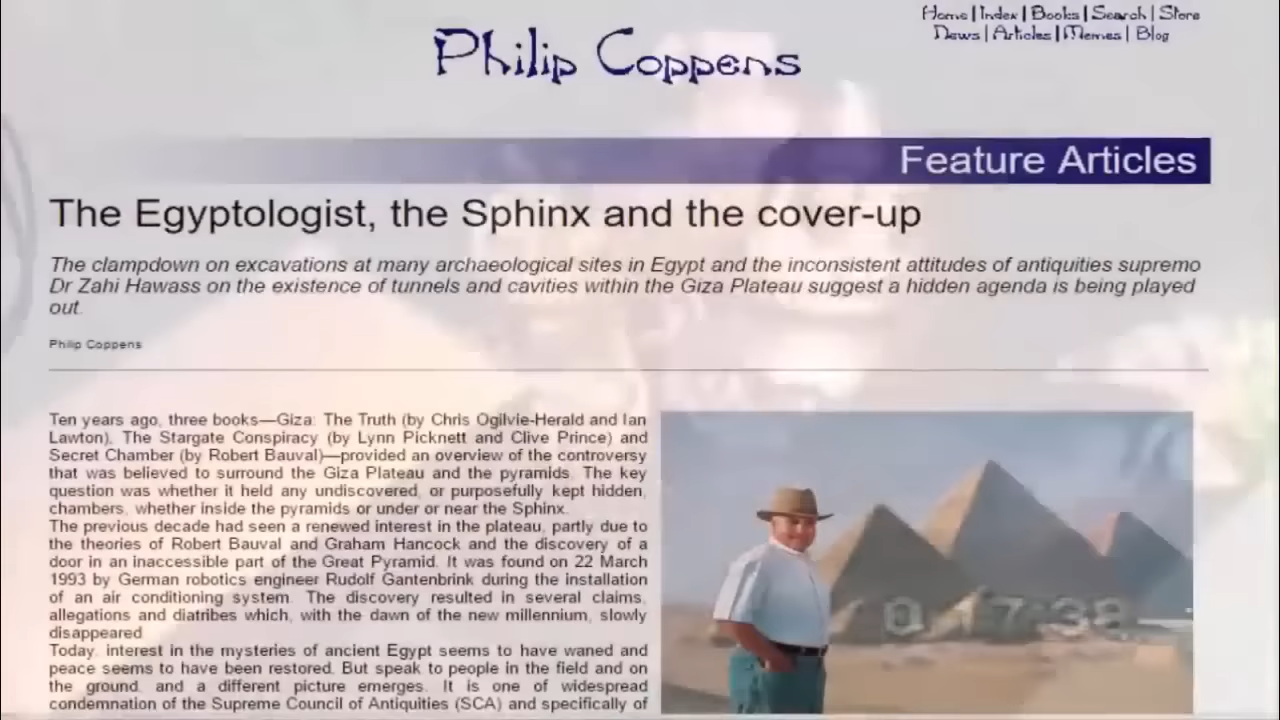 Home | Index | Books | Search | Store
News | Articles | Memes | Blog
Philip Coppens
Feature Articles
The Egyptologist, the Sphinx and the cover-up
The clampdown on excavations at many archaeological sites in Egypt and the inconsistent attitudes of antiquities supremo
Dr Zahi Hawass on the existence of tunnels and cavities within the Giza Plateau suggest a hidden agenda is being played
out.
Philip Coppens
Ten years ago, three books—Giza: The Truth (by Chris Ogilvie-Herald and Ian
Lawton), The Stargate Conspiracy (by Lynn Picknett and Clive Prince) and
Secret Chamber (by Robert Bauval)—provided an overview of the controversy
that was believed to surround the Giza Plateau and the pyramids. The key
question was whether it held any undiscovered, or purposefully kept hidden,
chambers, whether inside the pyramids or under or near the Sphinx.
The previous decade had seen a renewed interest in the plateau, partly due to
the theories of Robert Bauval and Graham Hancock and the discovery of a
door in an inaccessible part of the Great Pyramid. It was found on 22 March
1993 by German robotics engineer Rudolf Gantenbrink during the installation
of an air conditioning system. The discovery resulted in several claims,
allegations and diatribes which, with the dawn of the new millennium, slowly
disappeared
Today, interest in the mysteries of ancient Egypt seems to have waned and
peace seems to have been restored. But speak to people in the field and on
the ground, and a different picture emerges. It is one of widespread
condemnation of the Supreme Council of Antiquities (SCA) and specifically of
0:17:38